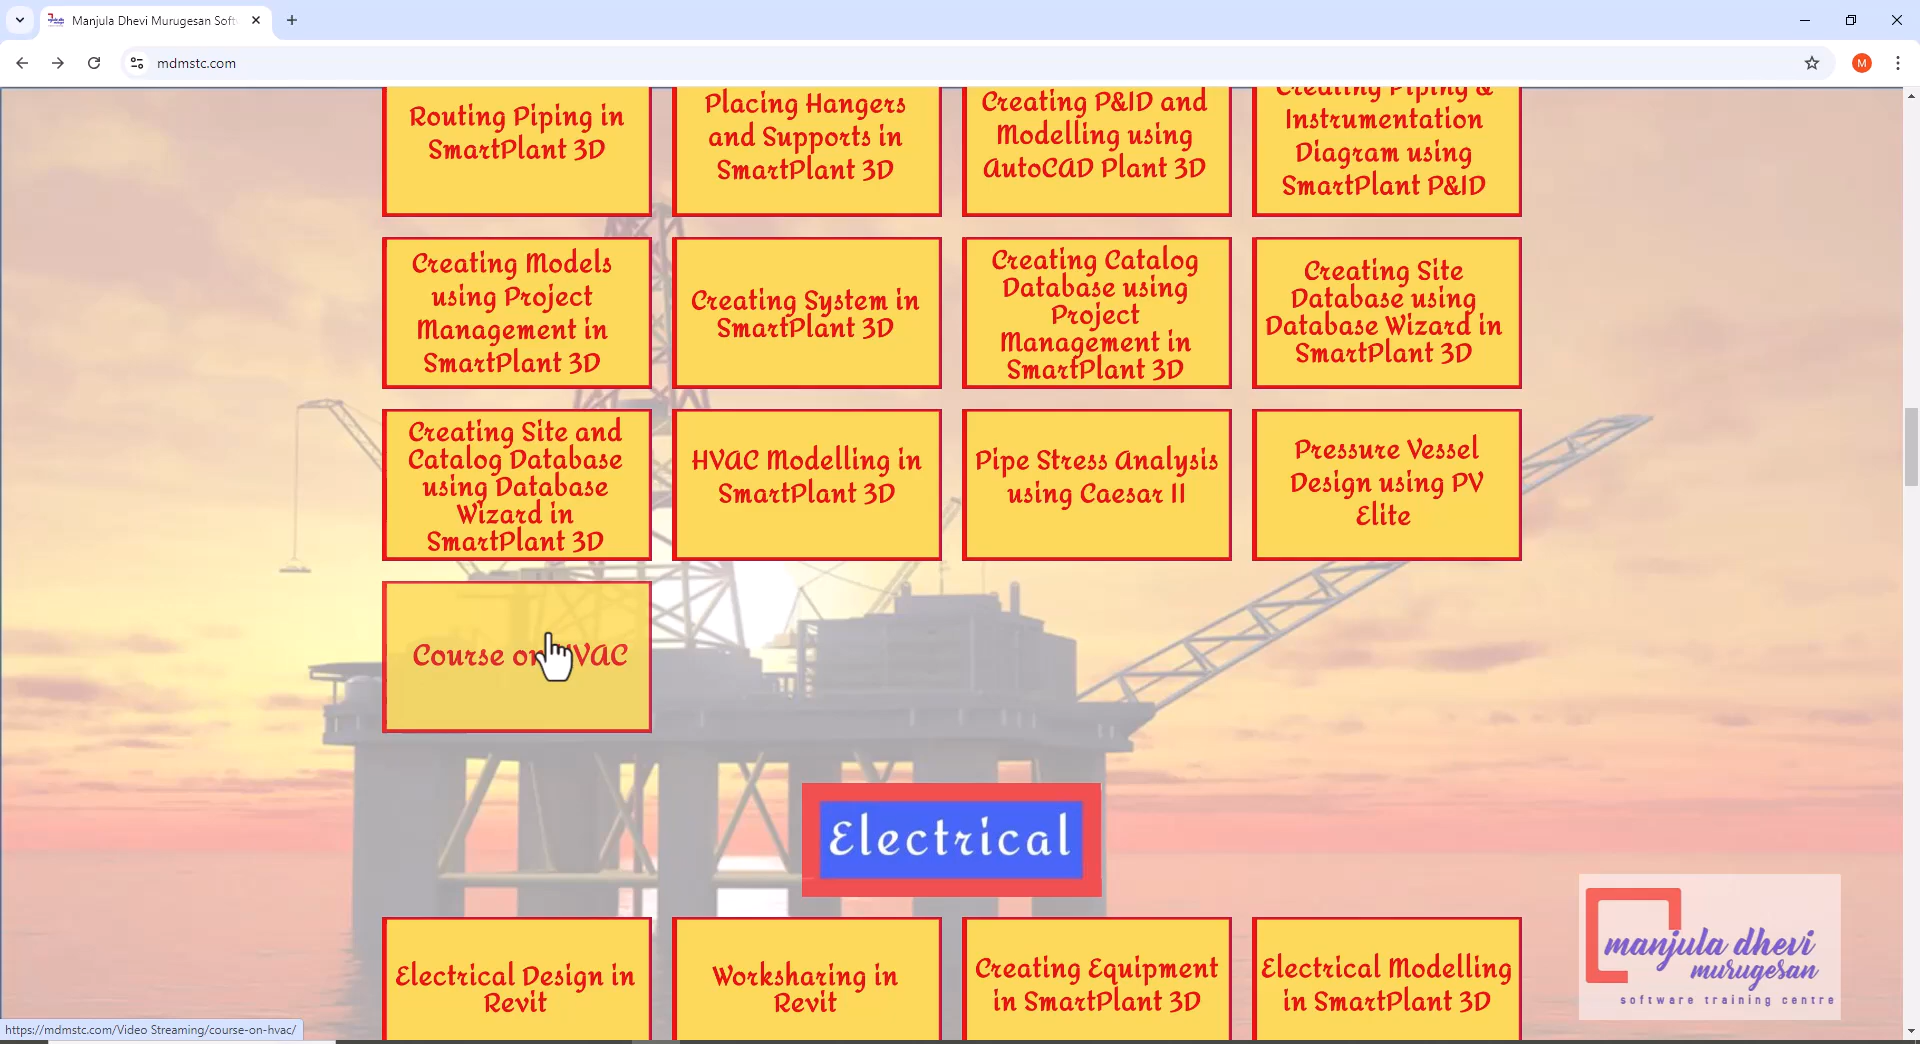 Manjula Dhevi Murugesan Soft
mdmstc.com
M
Routing Piping in
SmartPlant 3D
Placing Hangers
and Supports in
SmartPlant 3D
Creating P&ID and
Modelling using
AutoCAD Plant 3D
Creating Piping &
Instrumentation
Diagram using
SmartPlant P&ID
Creating Models
using Project
Management in
SmartPlant 3D
Creating System in
SmartPlant 3D
Creating Catalog
Database using
Project
Management in
SmartPlant 3D
Creating Site
Database using
Database Wizard in
SmartPlant 3D
Creating Site and
Catalog Database
using Database
Wizard in
SmartPlant 3D
HVAC Modelling in
SmartPlant 3D
Pipe Stress Analysis
using Caesar II
Pressure Vessel
Design using PV
Elite
Course on HVAC
Electrical
Electrical Design in
Revit
Worksharing in
Revit
Creating Equipment
in SmartPlant 3D
Electrical Modelling
in SmartPlant 3D
manjula dhevi
murugesan
software training centre
https://mdmstc.com/Video Streaming/course-on-hvac/